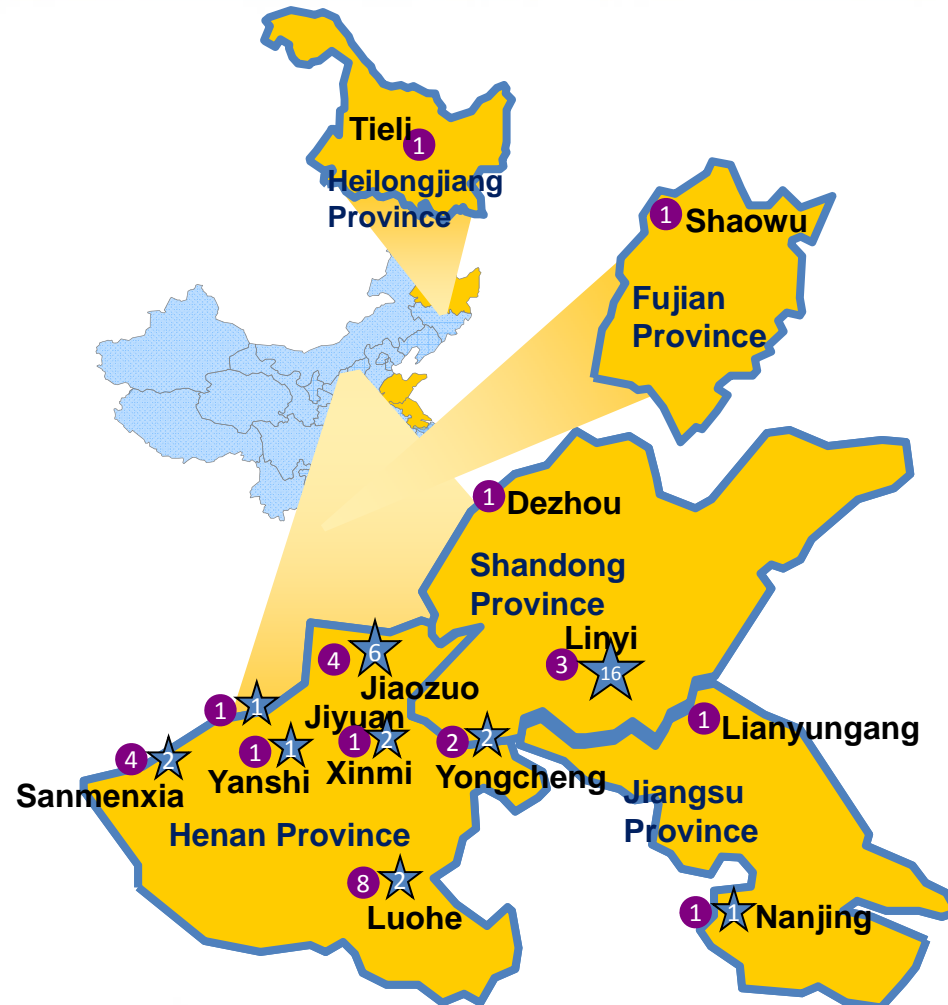 Tieli
1
Heilongjiang
Province
1
Shaowu
Fujian
Province
1
Dezhou
Shandong
Province
Linyi
3
16
4
6
Jiaozuo
1
1
Jiyuan
1
Lianyungang
4
2
Sanmenxia
1
1
Yanshi
1
2
Xinmi
2
2
Yongcheng
Jiangsu
Province
Henan Province
8
2
Luohe
1
1
Nanjing